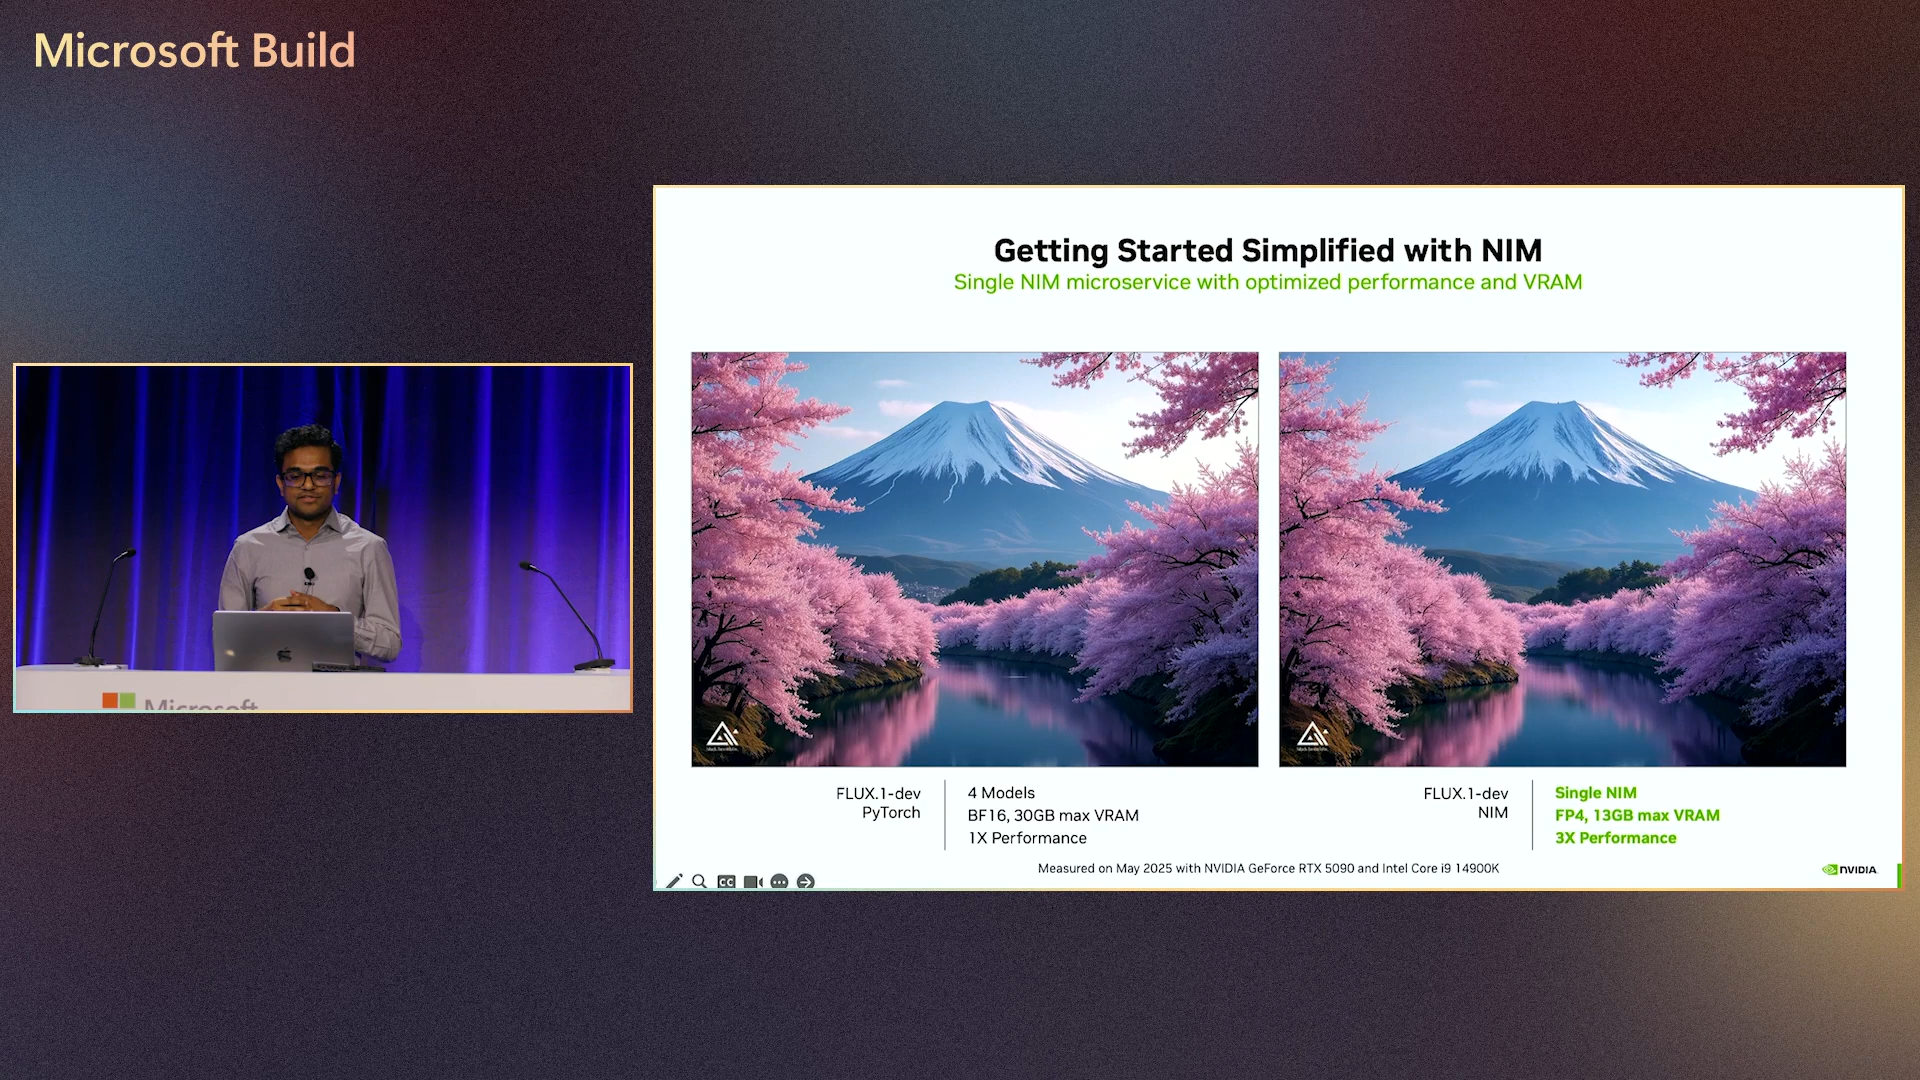 Microsoft Build
Microsoft
Getting Started Simplified with NIM
Single NIM microservice with optimized performance and VRAM
FLUX.1-dev
PyTorch
4 Models
BF16, 30GB max VRAM
1X Performance
FLUX.1-dev
NIM
Single NIM
FP4, 13GB max VRAM
3X Performance
Measured on May 2025 with NVIDIA GeForce RTX 5090 and Intel Core i9 14900K
CC
NVIDIA